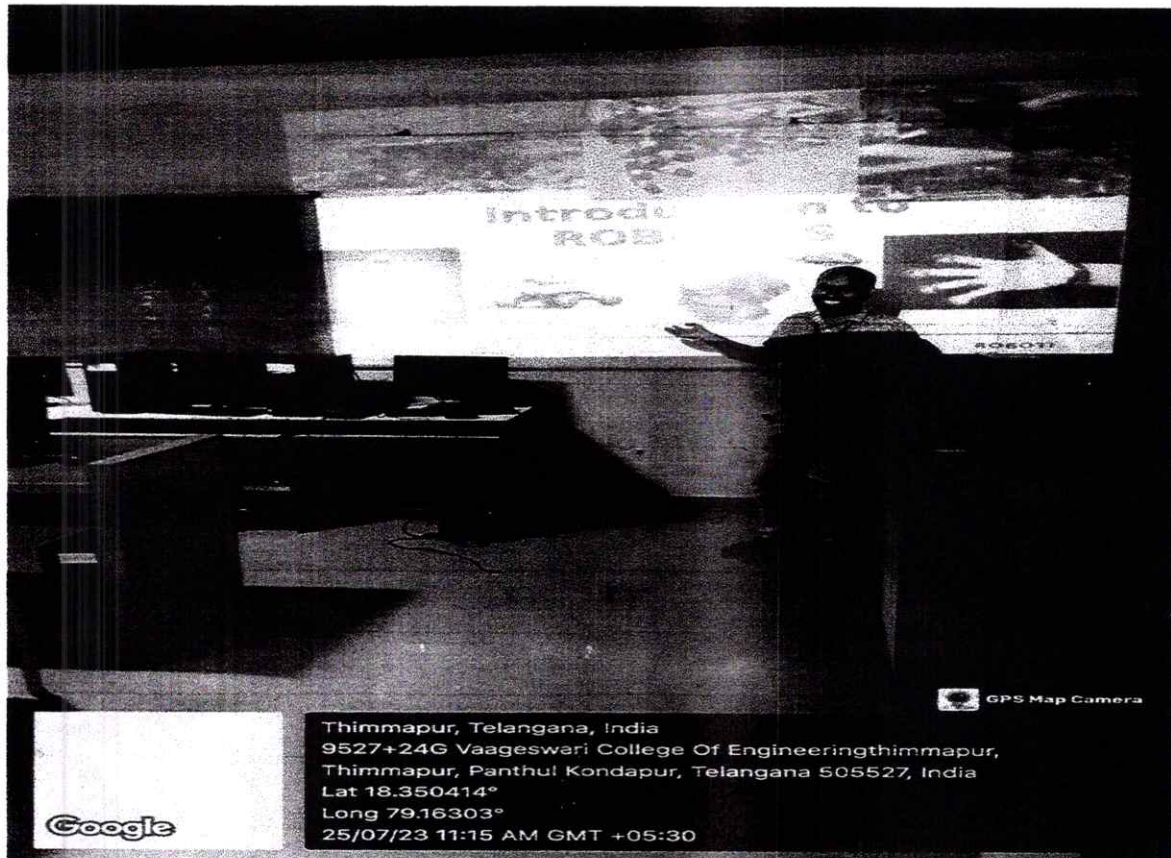 to
GPS Map Camera
Thimmapur, Telangana, India
9527+24G Vaageswari College Of Engineeringthimmapur,
Thimmapur, Panthul Kondapur, Telangana 505527, India
Lat 18.350414°
Long 79.16303°
25/07/23 11:15 AM GMT +05:30
Google